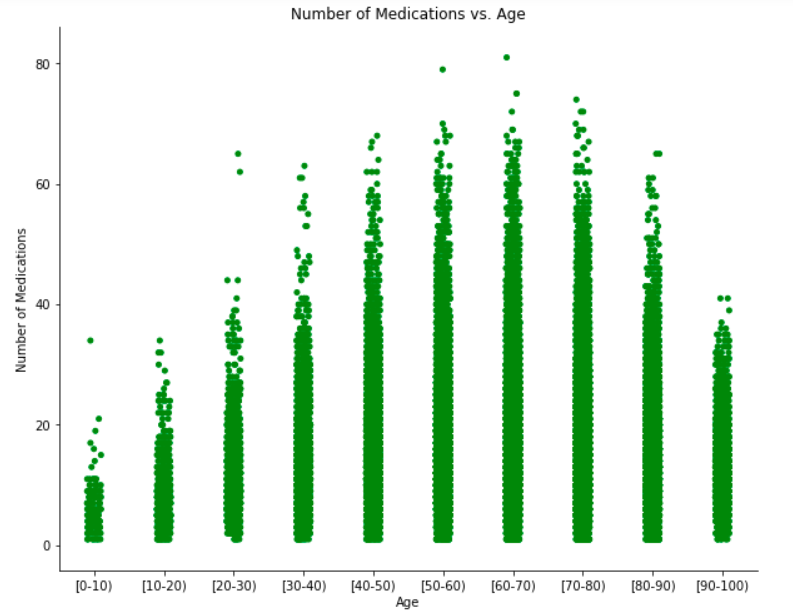 Number of Medications vs. Age
Number of Medications
80
60
40
20
0
[0-10) [10-20) [20-30) [30-40) [40-50) [50-60) [60-70) [70-80) [80-90) [90-100)
Age